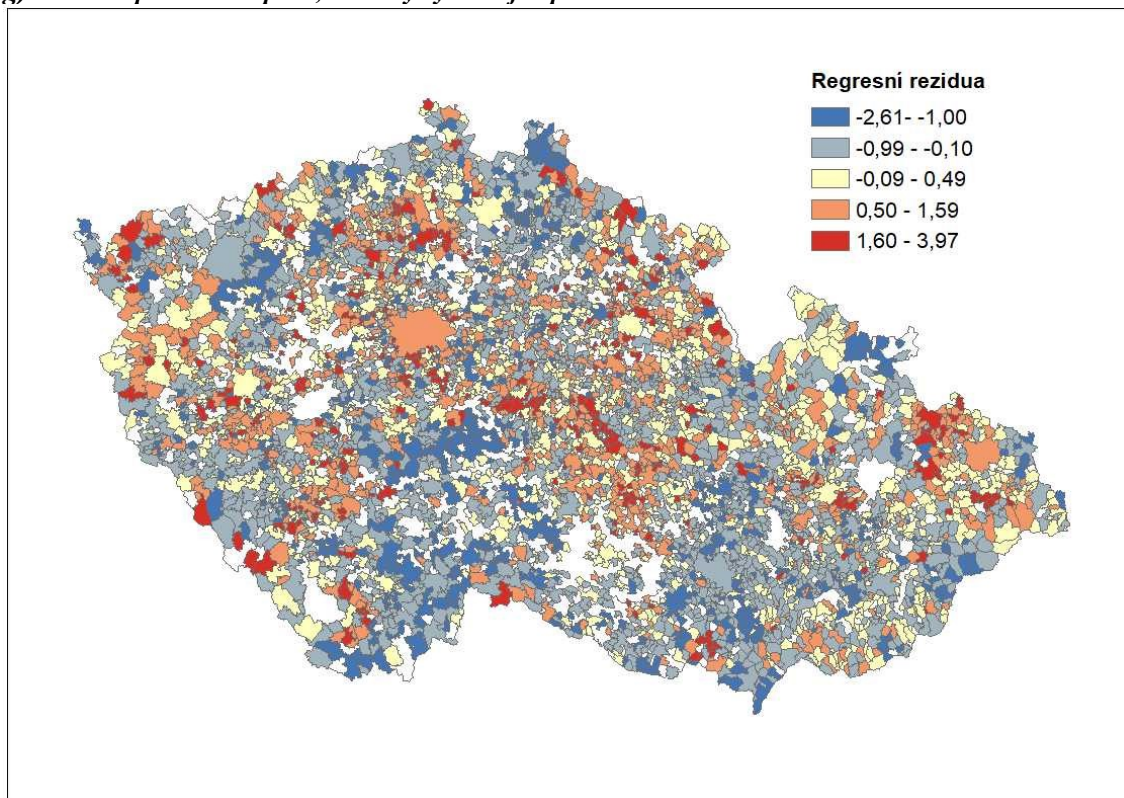 Regresní rezidua
-2,61- -1,00
-0,99 - -0,10
-0,09 - 0,49
0,50 - 1,59
1,60 - 3,97